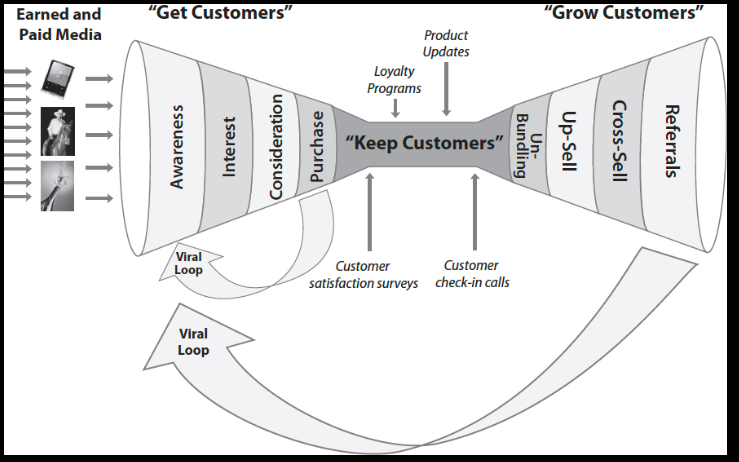 Earned and
Paid Media
“Get Customers”
“Grow Customers”
Product
Updates
Loyalty
Programs
Awareness
Interest
Consideration
Purchase
“Keep Customers”
Un-
Bundling
Up-Sell
Cross-Sell
Referrals
Viral
Loop
Customer
satisfaction surveys
Customer
check-in calls
Viral
Loop